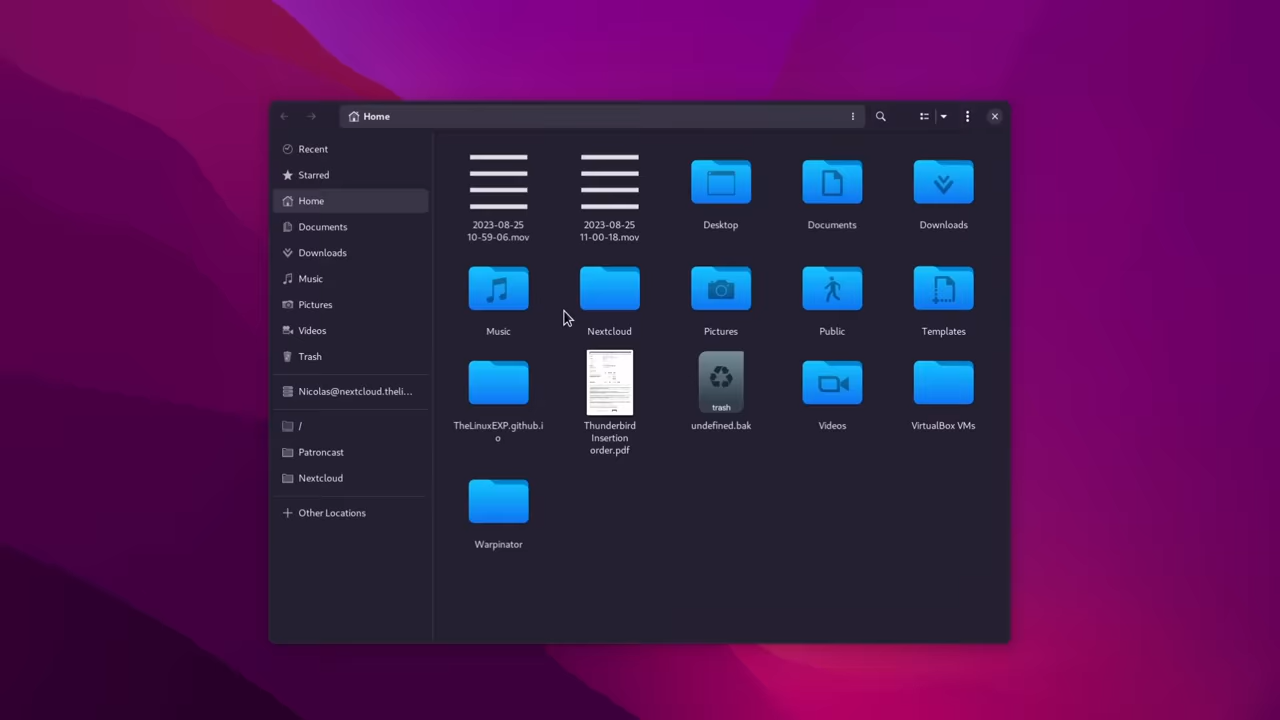 Home
Recent
Starred
Home
Documents
Downloads
Music
Pictures
Videos
Trash
Nicolas@nextcloud.theli...
/
Patroncast
Nextcloud
Other Locations
2023-08-25
10-59-06.mov
2023-08-25
11-00-18.mov
Desktop
Documents
Downloads
Music
Nextcloud
Pictures
Public
Templates
TheLinuxEXP.github.i
o
Thunderbird
Insertion
order.pdf
trash
undefined.bak
Videos
VirtualBox VMs
Warpinator